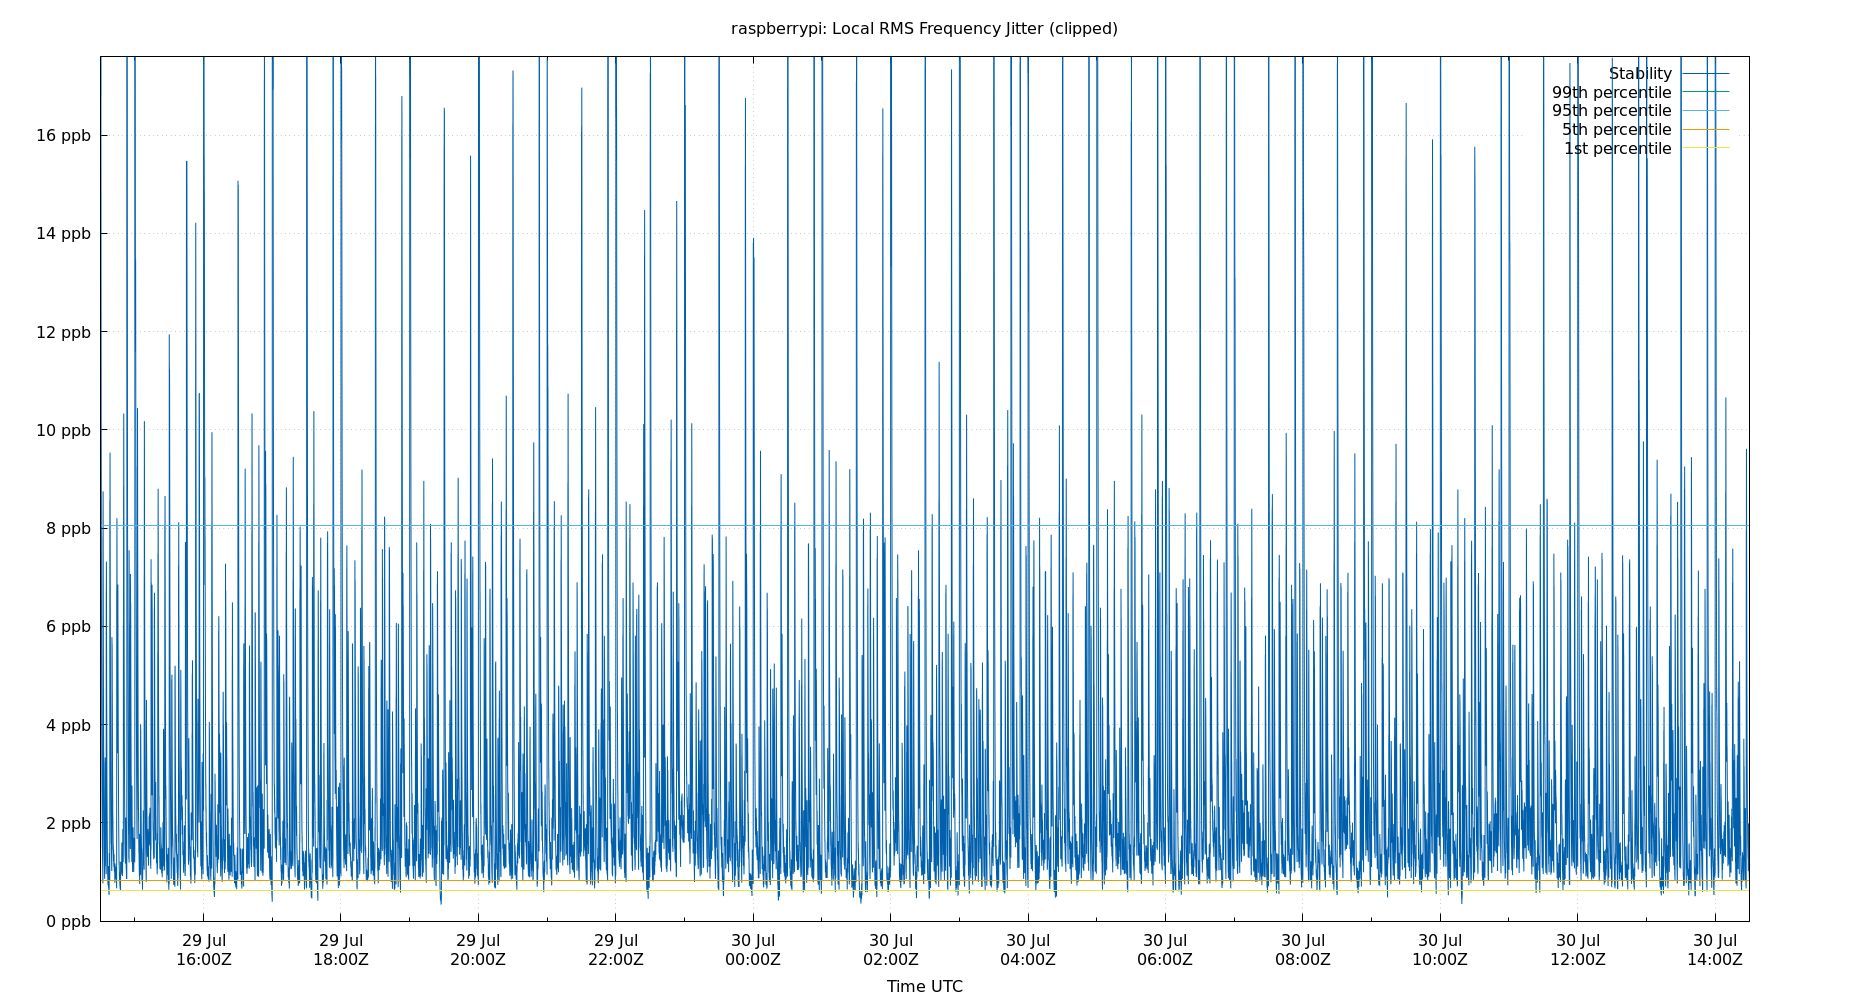 raspberrypi: Local RMS Frequency Jitter (clipped)
Stability
99th percentile
95th percentile
5th percentile
1st percentile
16 ppb
14 ppb
12 ppb
10 ppb
8 ppb
6 ppb
4 ppb
2 ppb
0 ppb
29 Jul 29 Jul 29 Jul 29 Jul 30 Jul 30 Jul 30 Jul 30 Jul 30 Jul 30 Jul 30 Jul 30 Jul
16:00Z 18:00Z 20:00Z 22:00Z 00:00Z 02:00Z 04:00Z 06:00Z 08:00Z 10:00Z 12:00Z 14:00Z
Time UTC